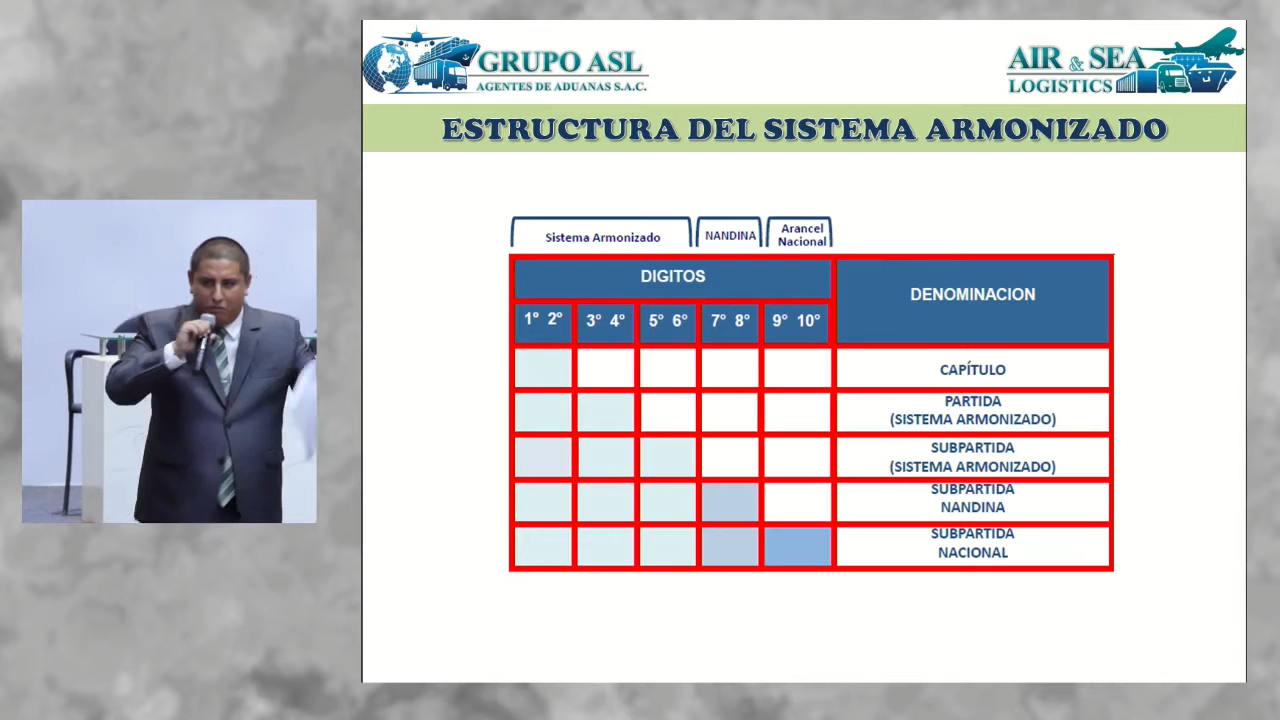 GRUPO ASL
AGENTES DE ADUANAS S.A.C.
AIR & SEA
LOGISTICS
ESTRUCTURA DEL SISTEMA ARMONIZADO
Sistema Armonizado
NANDINA
Arancel
Nacional
DIGITOS
DENOMINACION
1° 2°
3° 4°
5° 6°
7° 8°
9° 10°
CAPÍTULO
PARTIDA
(SISTEMA ARMONIZADO)
SUBPARTIDA
(SISTEMA ARMONIZADO)
SUBPARTIDA
NANDINA
SUBPARTIDA
NACIONAL